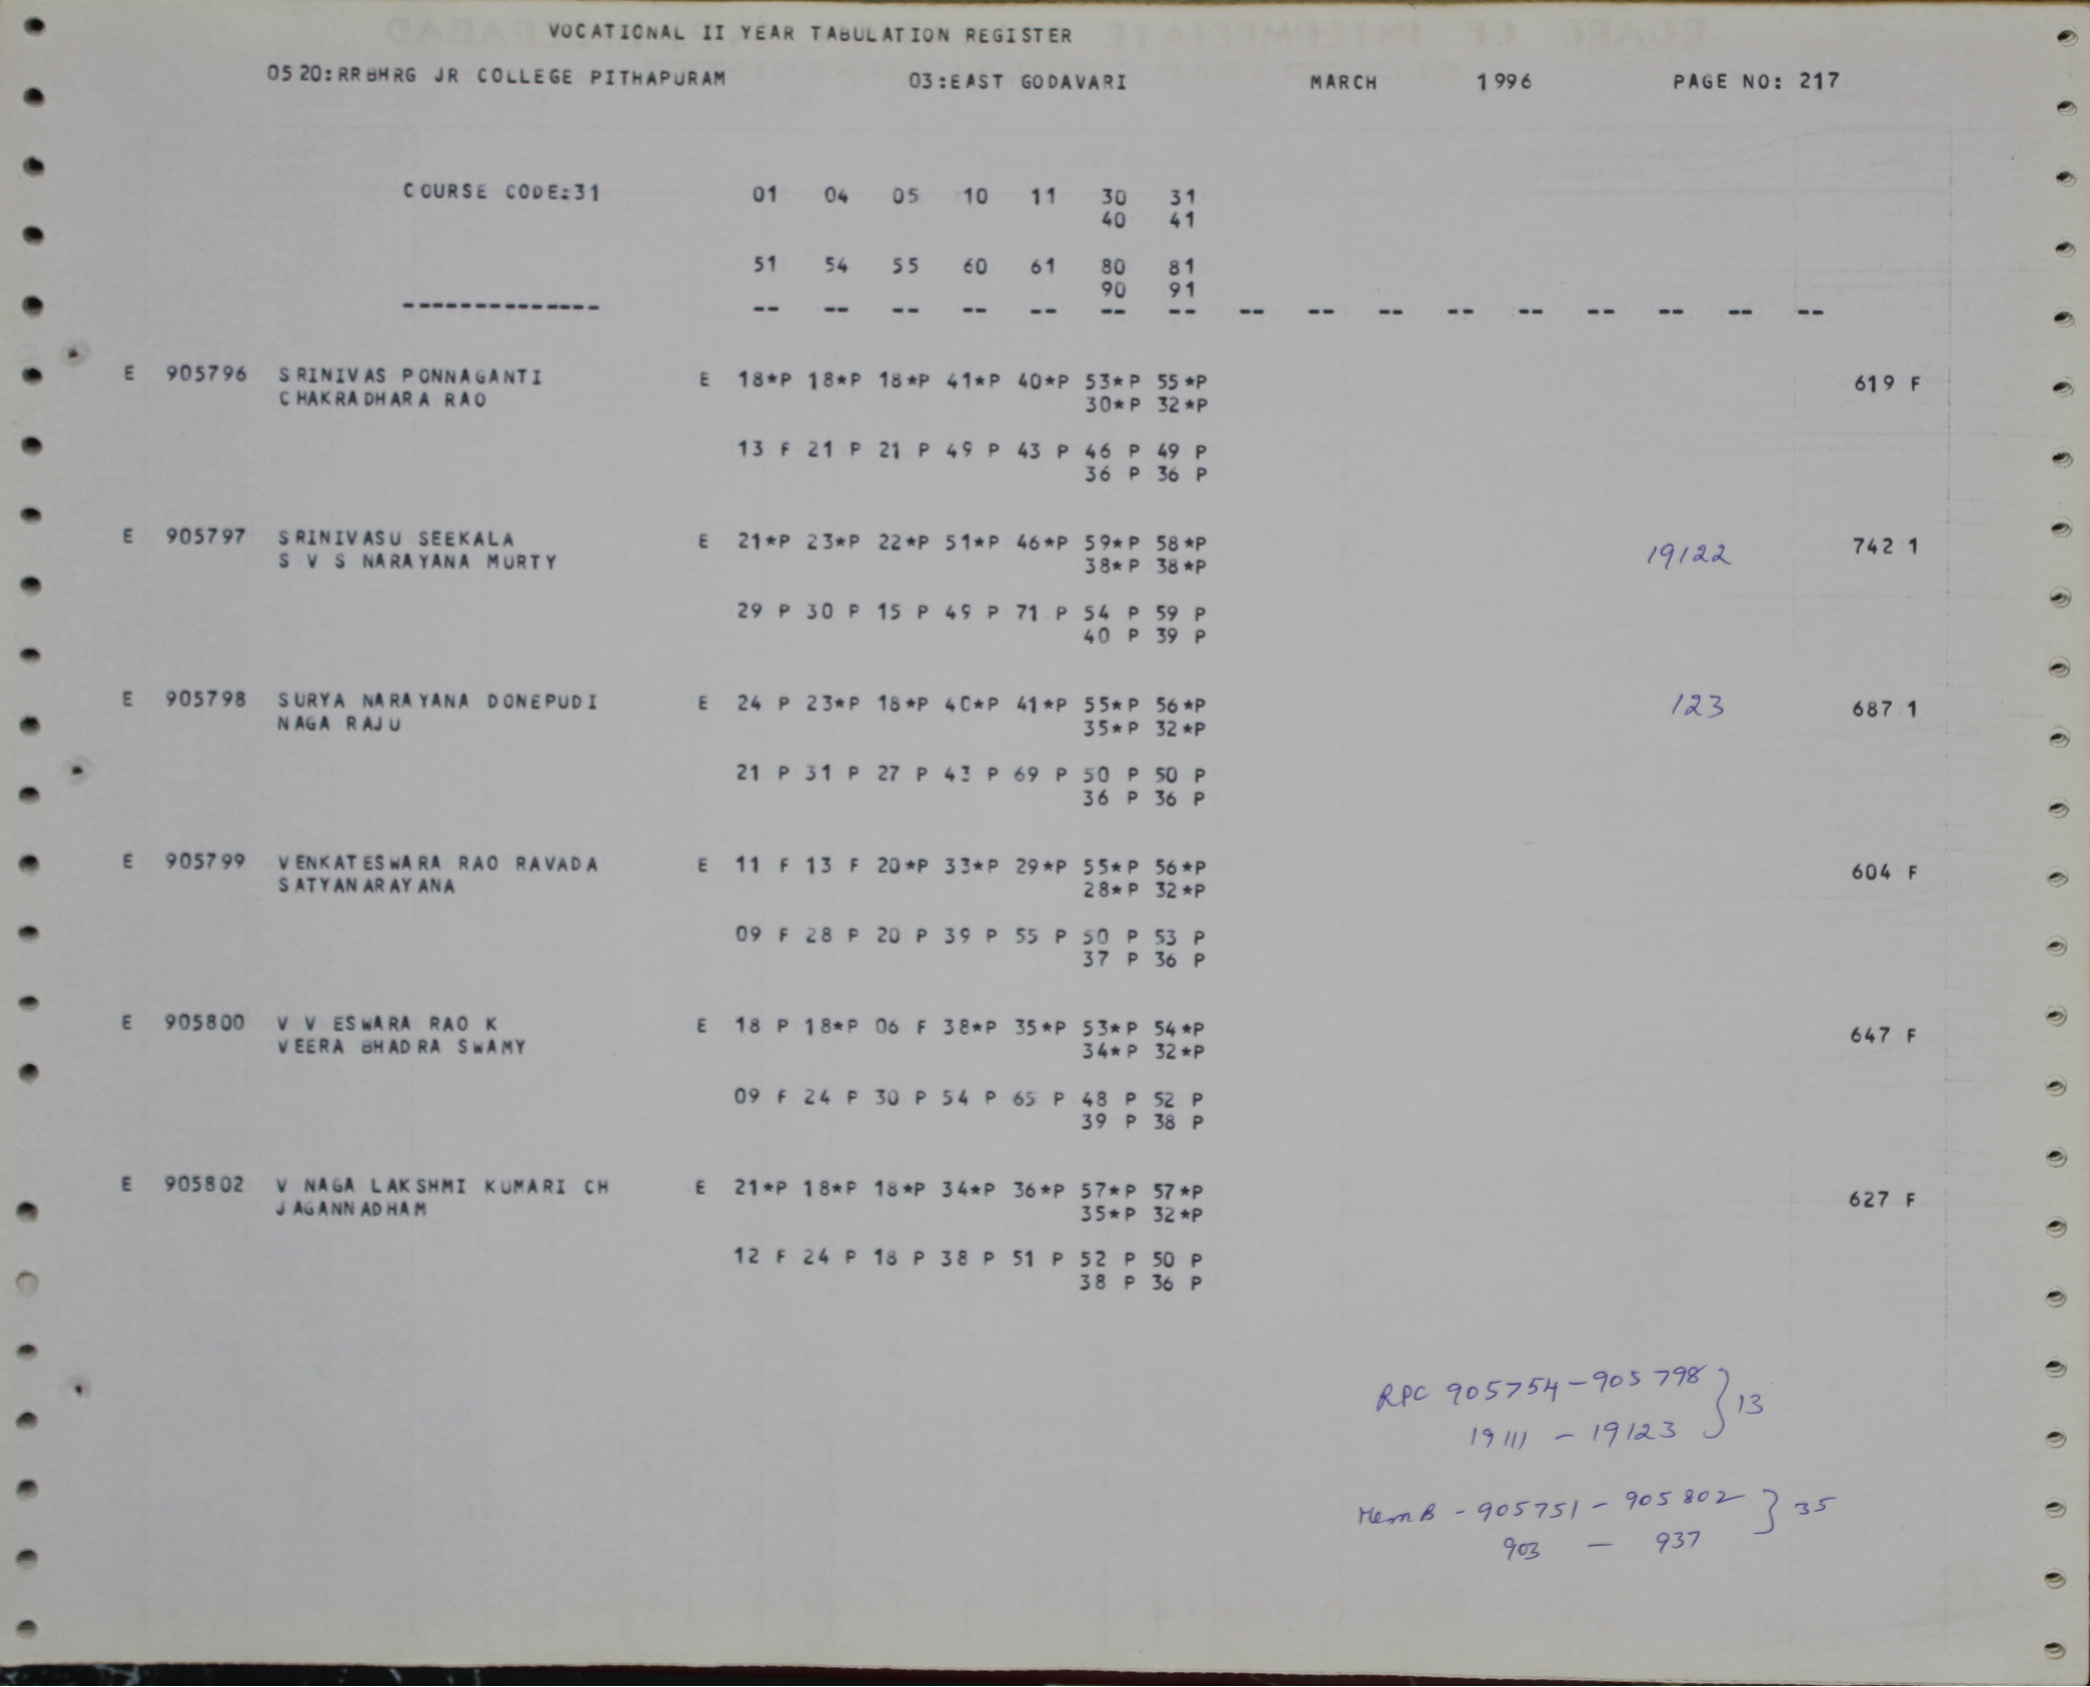 VOCATIONAL II YEAR TABULATION REGISTER
0520:RRBHRG JR COLLEGE PITHAPURAM 03:EAST GODAVARI MARCH 1996 PAGE NO: 217
COURSE CODE:31 01 04 05 10 11 30 31
40 41
51 54 55 60 61 80 81
90 91
-------------- -- -- -- -- -- -- -- -- -- -- -- -- -- -- -- --
E 905796 SRINIVAS PONNAGANTI E 18*P 18*P 18*P 41*P 40*P 53*P 55*P 619 F
CHAKRADHARA RAO 30*P 32*P
13 F 21 P 21 P 49 P 43 P 46 P 49 P
36 P 36 P
E 905797 SRINIVASU SEEKALA E 21*P 23*P 22*P 51*P 46*P 59*P 58*P 19122 742 1
S V S NARAYANA MURTY 38*P 38*P
29 P 30 P 15 P 49 P 71 P 54 P 59 P
40 P 39 P
E 905798 SURYA NARAYANA DONEPUDI E 24 P 23*P 18*P 40*P 41*P 55*P 56*P 123 687 1
NAGA RAJU 35*P 32*P
21 P 31 P 27 P 43 P 69 P 50 P 50 P
36 P 36 P
E 905799 VENKATESWARA RAO RAVADA E 11 F 13 F 20*P 33*P 29*P 55*P 56*P 604 F
SATYANARAYANA 28*P 32*P
09 F 28 P 20 P 39 P 55 P 50 P 53 P
37 P 36 P
E 905800 V V ESWARA RAO K E 18 P 18*P 06 F 38*P 35*P 53*P 54*P 647 F
VEERA BHADRA SWAMY 34*P 32*P
09 F 24 P 30 P 54 P 65 P 48 P 52 P
39 P 38 P
E 905802 V NAGA LAKSHMI KUMARI CH E 21*P 18*P 18*P 34*P 36*P 57*P 57*P 627 F
JAGANNADHAM 35*P 32*P
12 F 24 P 18 P 38 P 51 P 52 P 50 P
38 P 36 P
RPC 905754-905798 } 13
19111 - 19123
MemB - 905751 - 905802 } 35
903 - 937